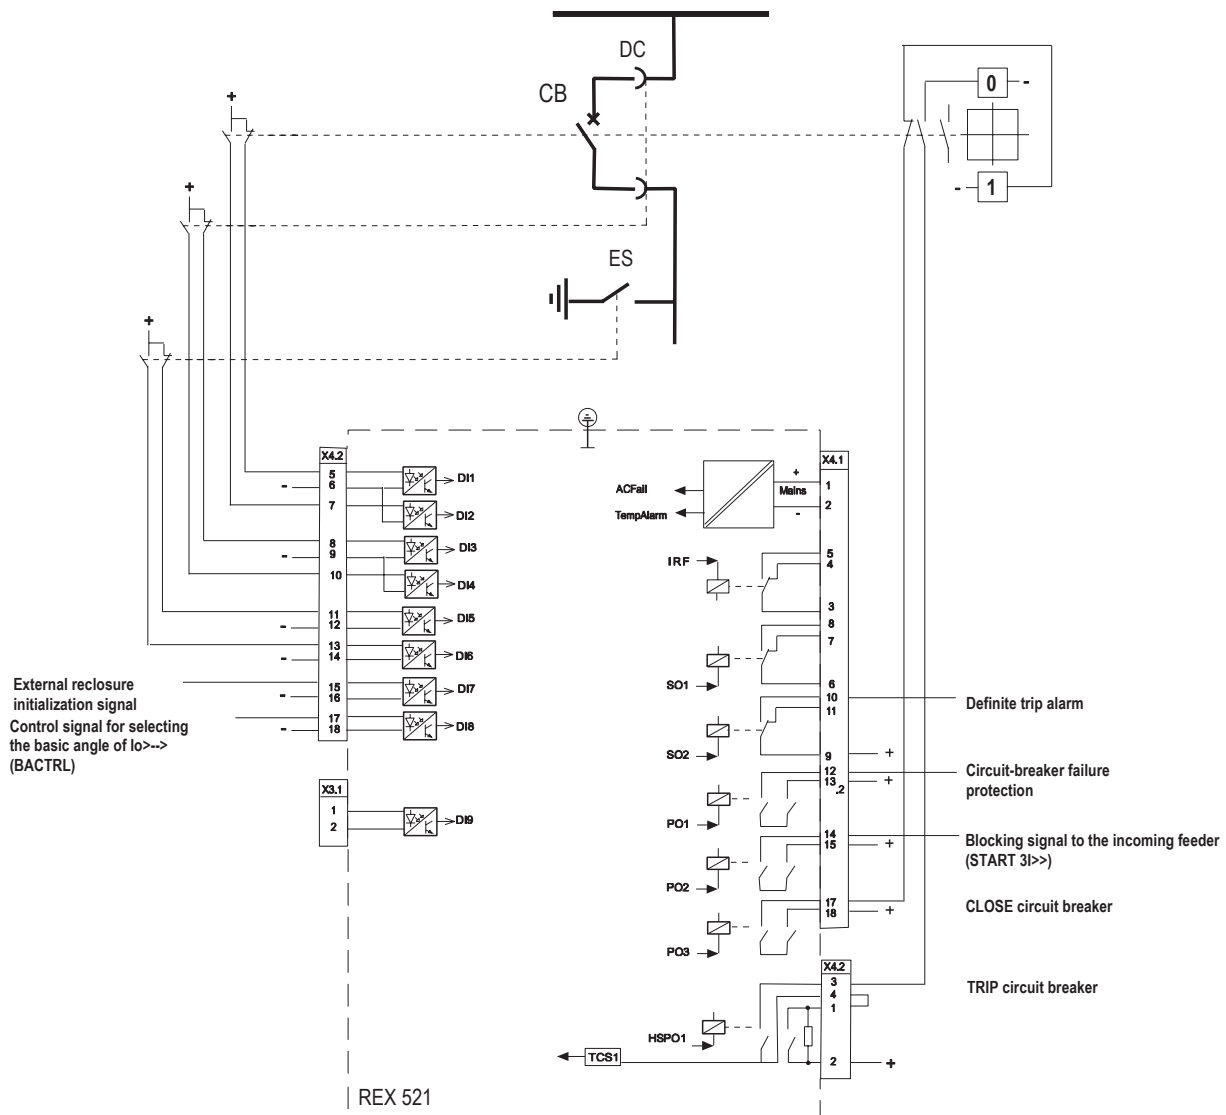 DC
CB
0 -
- 1
+
+
ES
+
X4.2
5
- 6
7
8
- 9
10
11
- 12
13
- 14
15
- 16
17
- 18
DI1
DI2
DI3
DI4
DI5
DI6
DI7
DI8
External reclosure
initialization signal
Control signal for selecting
the basic angle of Io>-->
(BACTRL)
X3.1
1
2
DI9
ACFail
TempAlarm
+
Mains
-
X4.1
1
2
IRF
5
4
3
SO1
8
7
6
SO2
10
11
9 +
PO1
12
13 +
.2
PO2
14
15 +
PO3
17
18 +
Definite trip alarm
Circuit-breaker failure
protection
Blocking signal to the incoming feeder
(START 3I>>)
CLOSE circuit breaker
X4.2
3
4
1
2 +
TRIP circuit breaker
HSPO1
TCS1
REX 521